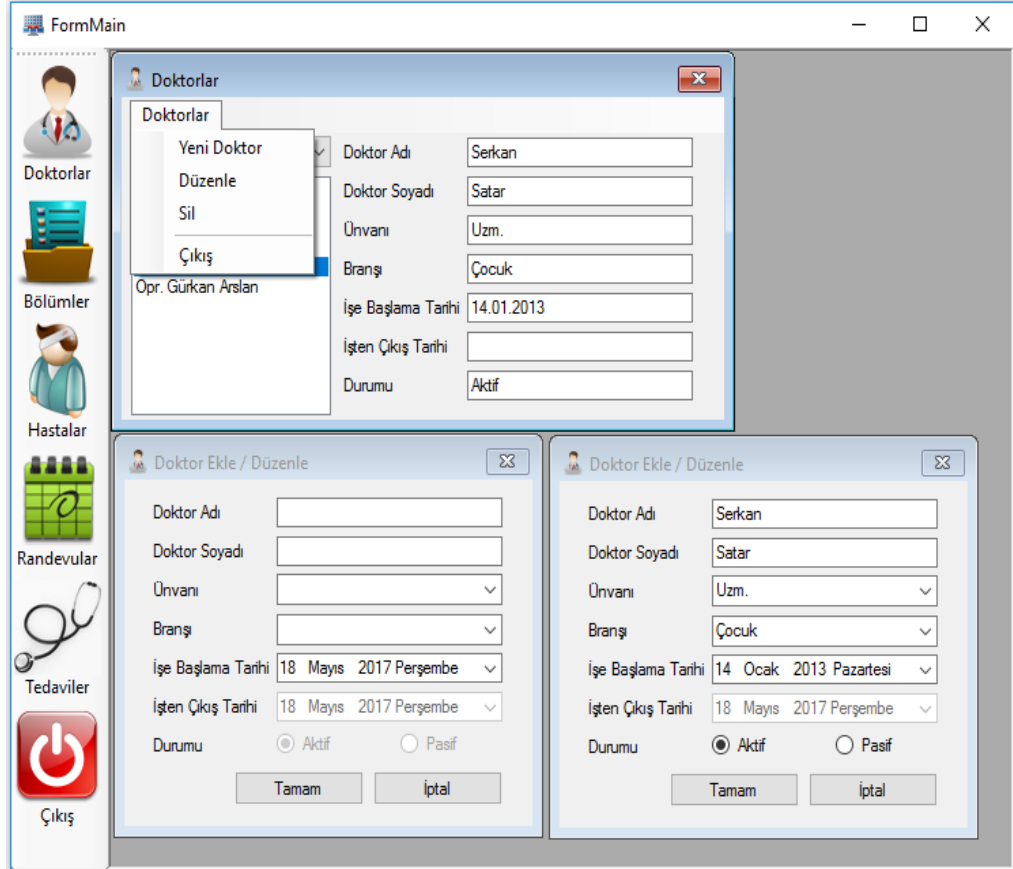 FormMain
Doktorlar
Bölümler
Hastalar
Randevular
Tedaviler
Çıkış
Doktorlar
Doktorlar
Yeni Doktor
Düzenle
Sil
Çıkış
Opr. Gürkan Arslan
Doktor Adı Serkan
Doktor Soyadı Satar
Ünvanı Uzm.
Branşı Çocuk
İşe Başlama Tarihi 14.01.2013
İşten Çıkış Tarihi
Durumu Aktif
Doktor Ekle / Düzenle
Doktor Adı
Doktor Soyadı
Ünvanı
Branşı
İşe Başlama Tarihi 18 Mayıs 2017 Perşembe
İşten Çıkış Tarihi 18 Mayıs 2017 Perşembe
Durumu Aktif Pasif
Tamam İptal
Doktor Ekle / Düzenle
Doktor Adı Serkan
Doktor Soyadı Satar
Ünvanı Uzm.
Branşı Çocuk
İşe Başlama Tarihi 14 Ocak 2013 Pazartesi
İşten Çıkış Tarihi 18 Mayıs 2017 Perşembe
Durumu Aktif Pasif
Tamam İptal